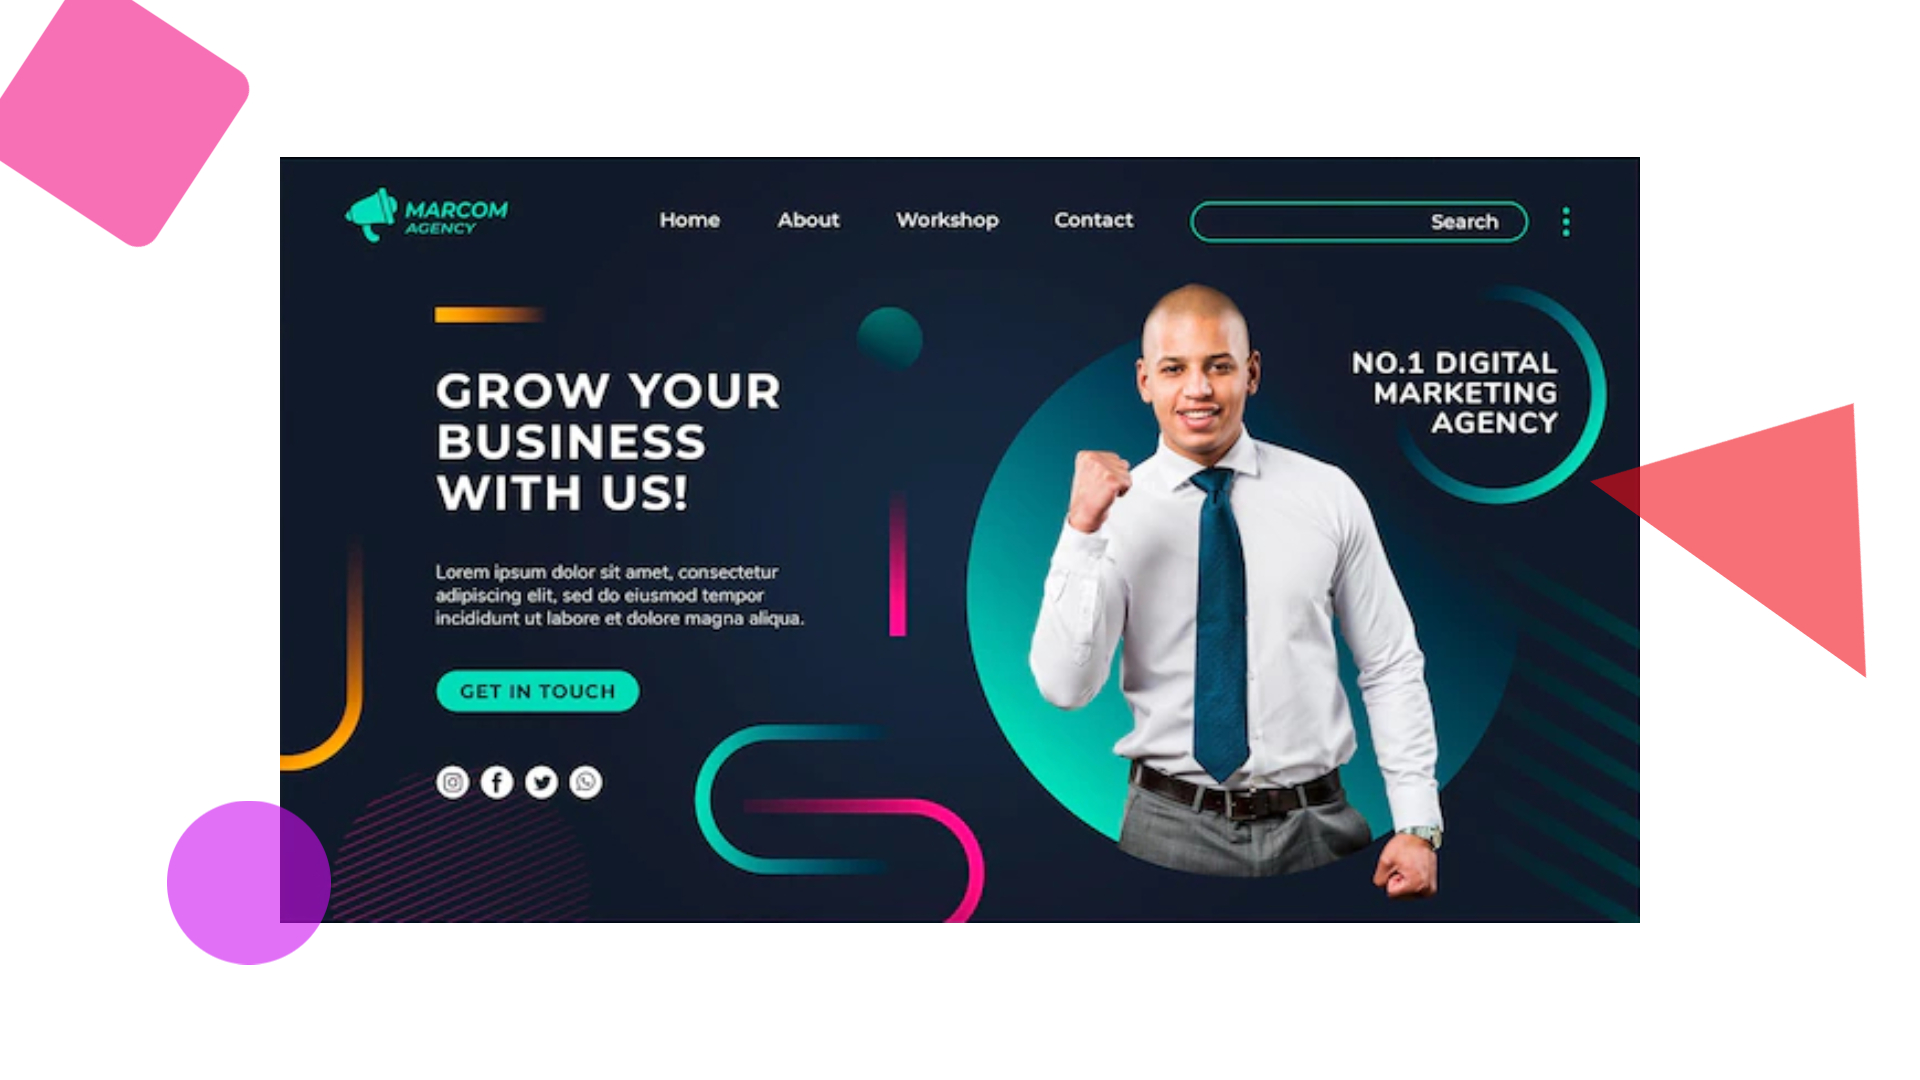 MARCOM
AGENCY
Home
About
Workshop
Contact
Search
GROW YOUR
BUSINESS
WITH US!
NO.1 DIGITAL
MARKETING
AGENCY
Lorem ipsum dolor sit amet, consectetur
adipiscing elit, sed do eiusmod tempor
incididunt ut labore et dolore magna aliqua.
GET IN TOUCH